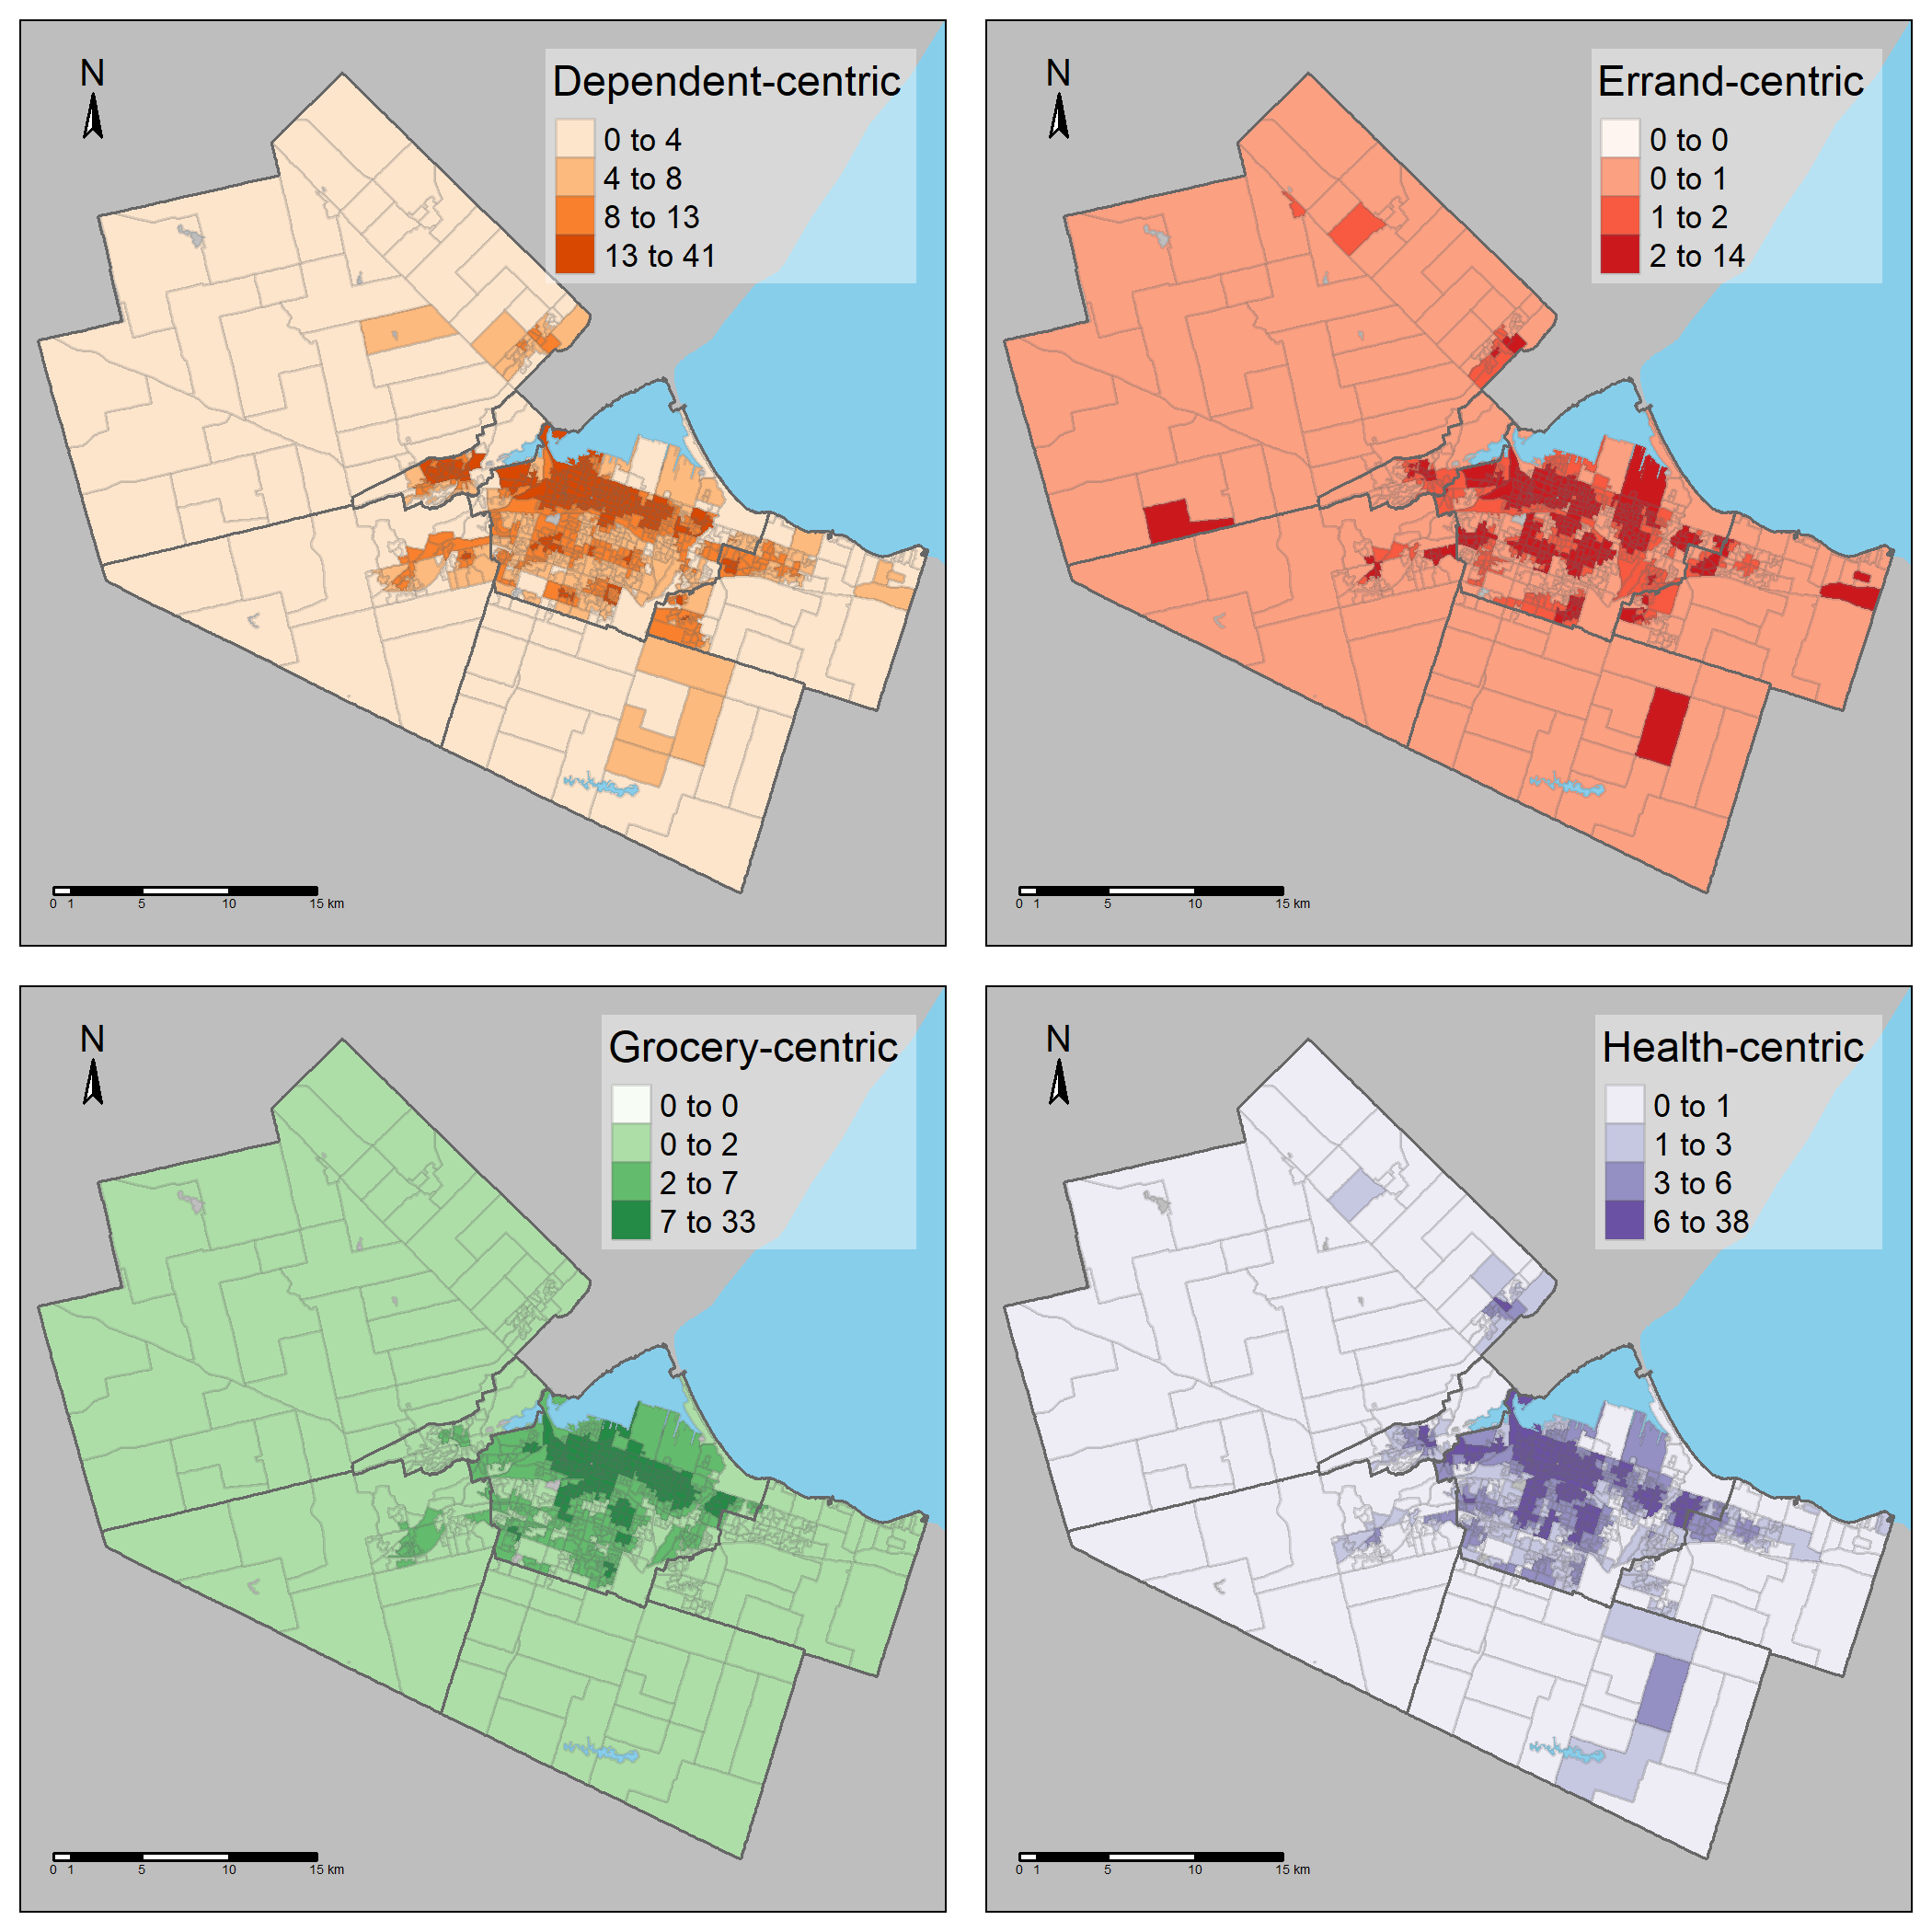 N
Dependent-centric
0 to 4
4 to 8
8 to 13
13 to 41
0 1 5 10 15 km
N
Errand-centric
0 to 0
0 to 1
1 to 2
2 to 14
0 1 5 10 15 km
N
Grocery-centric
0 to 0
0 to 2
2 to 7
7 to 33
0 1 5 10 15 km
N
Health-centric
0 to 1
1 to 3
3 to 6
6 to 38
0 1 5 10 15 km